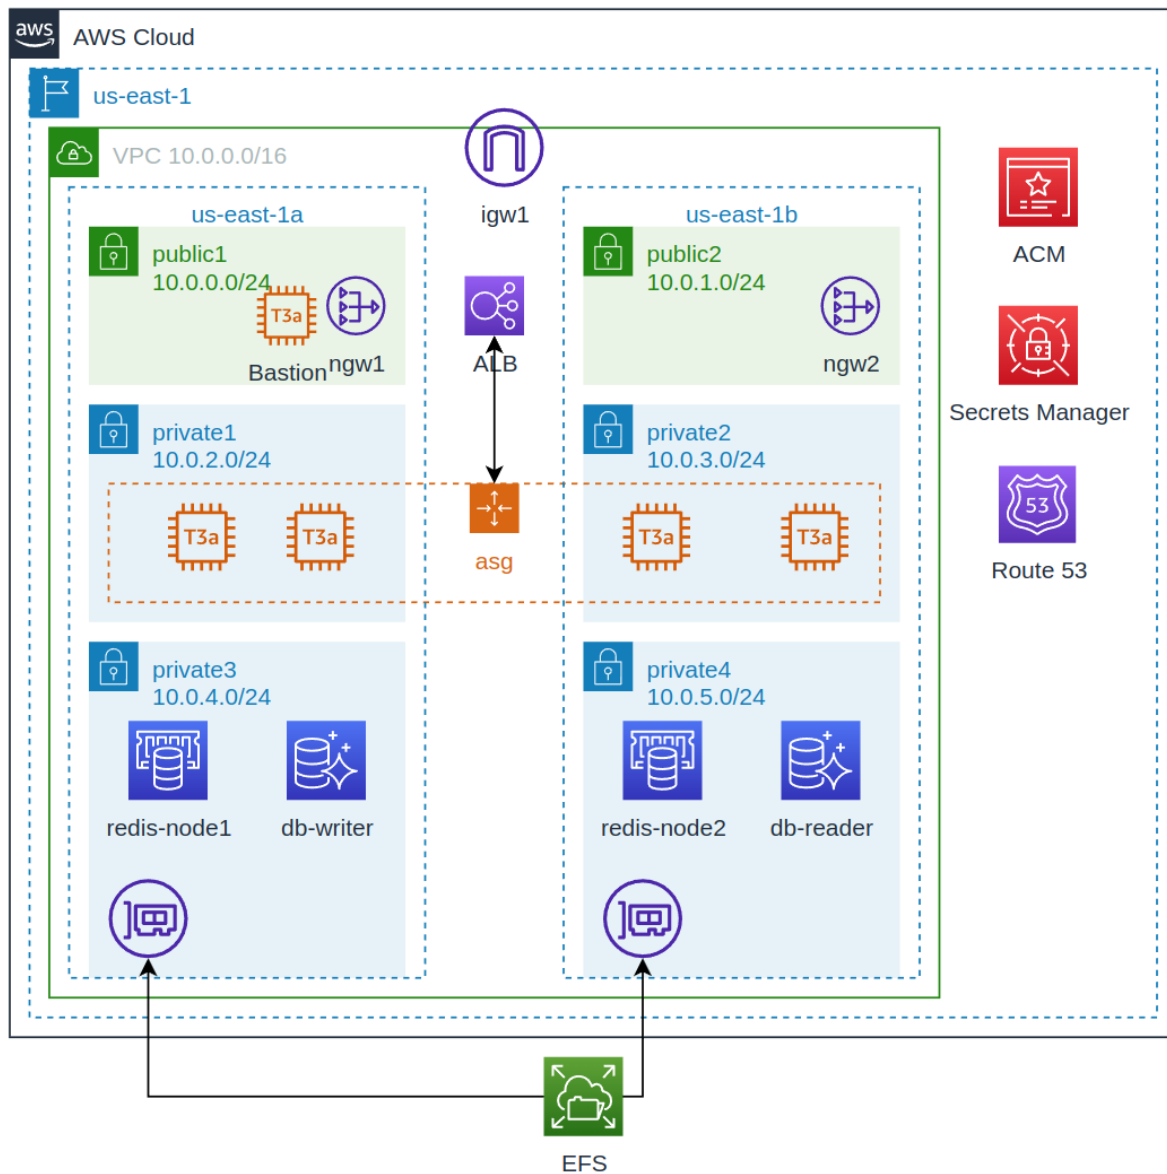 aws
AWS Cloud
us-east-1
VPC 10.0.0.0/16
igw1
us-east-1a
public1
10.0.0.0/24
T3a
Bastion
ngw1
ALB
us-east-1b
public2
10.0.1.0/24
ngw2
private1
10.0.2.0/24
T3a
T3a
asg
private2
10.0.3.0/24
T3a
T3a
private3
10.0.4.0/24
redis-node1
db-writer
private4
10.0.5.0/24
redis-node2
db-reader
ACM
Secrets Manager
53
Route 53
EFS